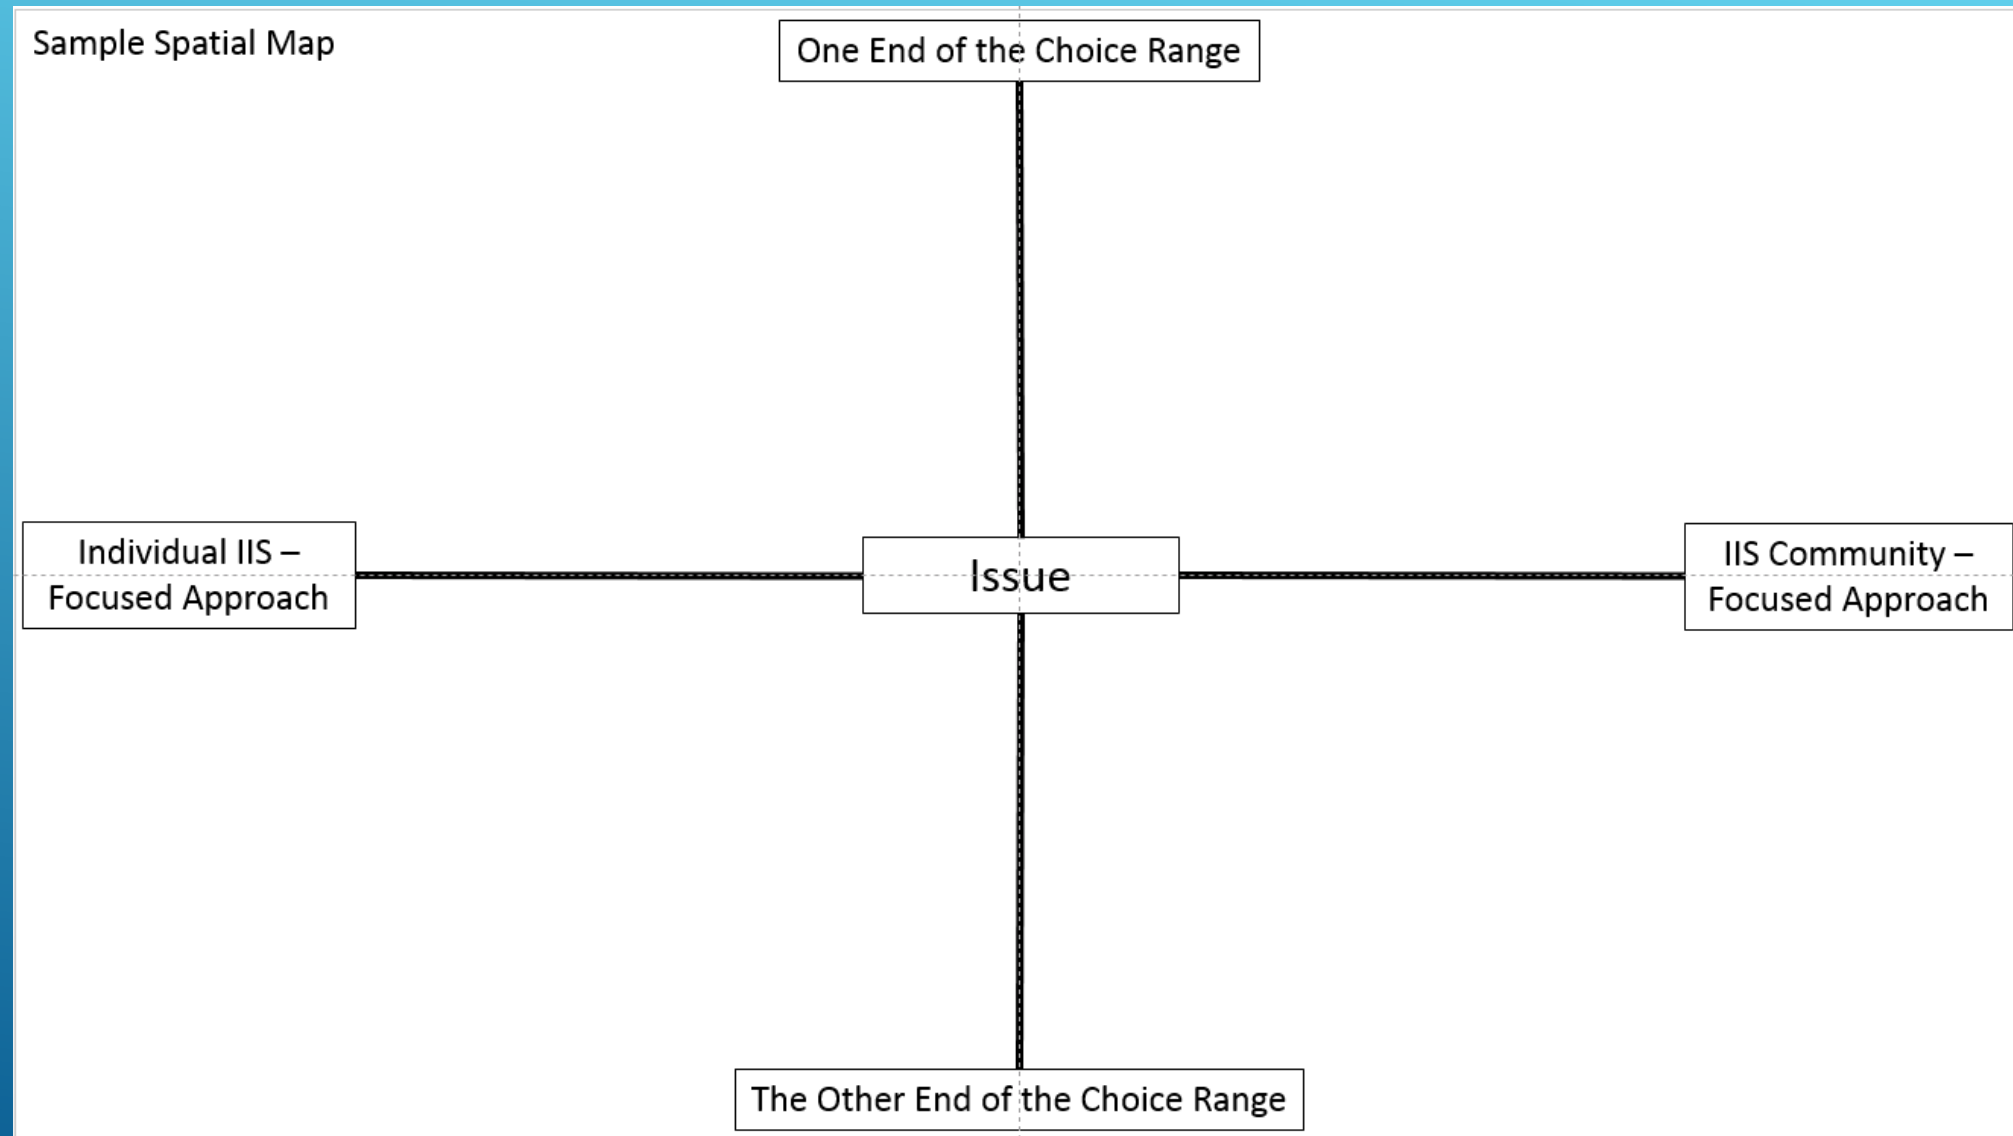 Sample Spatial Map
One End of the Choice Range
Individual IIS –
Focused Approach
Issue
IIS Community –
Focused Approach
The Other End of the Choice Range